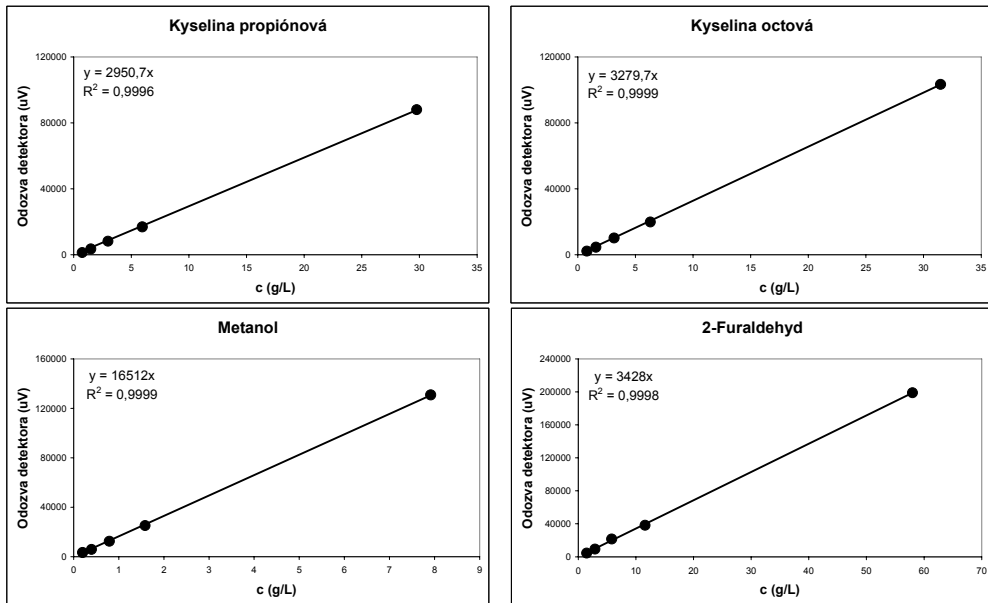 Kyselina propiónová
y = 2950,7x
R² = 0,9996
Odozva detektora (uV)
120000
80000
40000
0
0 5 10 15 20 25 30 35
c (g/L)
Kyselina octová
y = 3279,7x
R² = 0,9999
Odozva detektora (uV)
120000
80000
40000
0
0 5 10 15 20 25 30 35
c (g/L)
Metanol
y = 16512x
R² = 0,9999
Odozva detektora (uV)
160000
120000
80000
40000
0
0 1 2 3 4 5 6 7 8 9
c (g/L)
2-Furaldehyd
y = 3428x
R² = 0,9998
Odozva detektora (uV)
240000
200000
160000
120000
80000
40000
0
0 10 20 30 40 50 60 70
c (g/L)